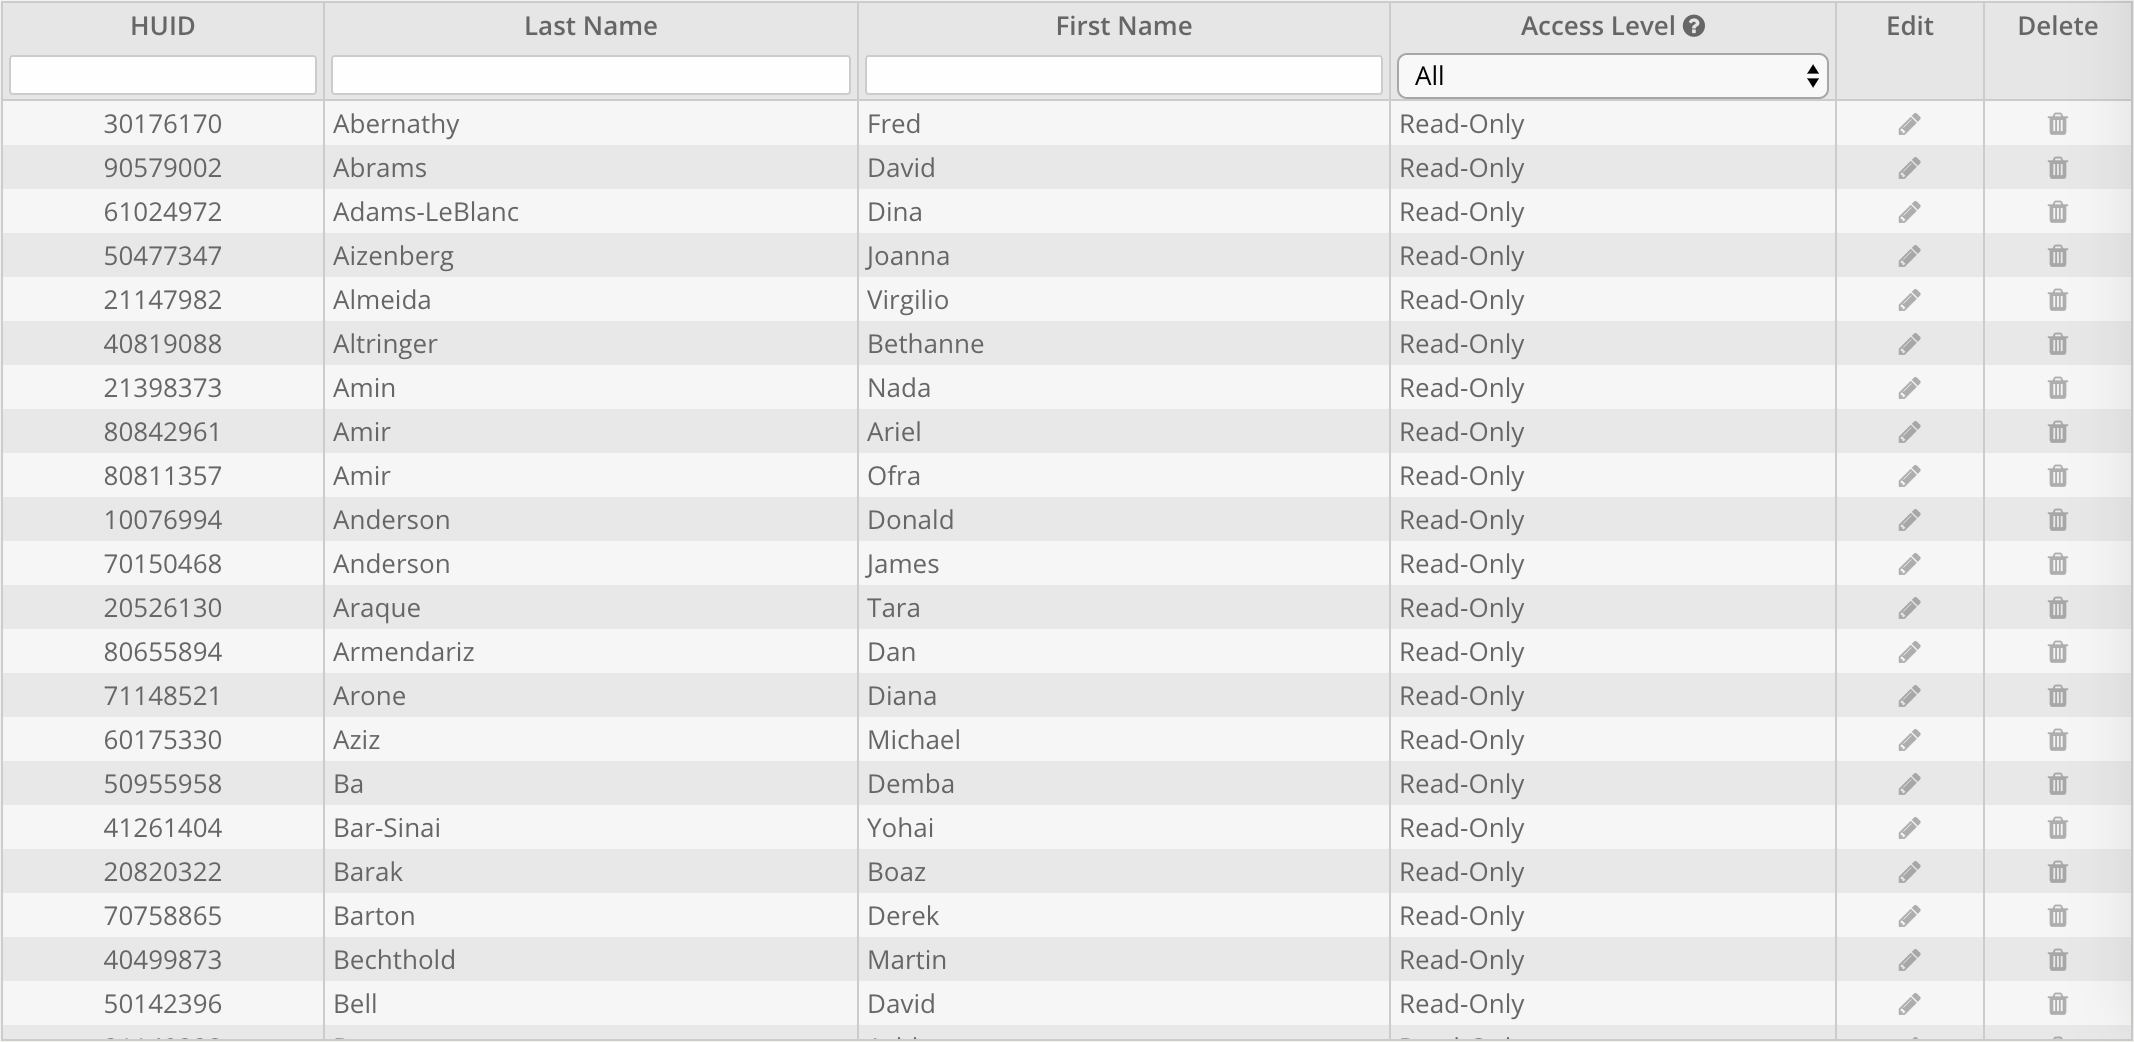 HUID Last Name First Name Access Level ? Edit Delete
All
30176170 Abernathy Fred Read-Only
90579002 Abrams David Read-Only
61024972 Adams-LeBlanc Dina Read-Only
50477347 Aizenberg Joanna Read-Only
21147982 Almeida Virgilio Read-Only
40819088 Altringer Bethanne Read-Only
21398373 Amin Nada Read-Only
80842961 Amir Ariel Read-Only
80811357 Amir Ofra Read-Only
10076994 Anderson Donald Read-Only
70150468 Anderson James Read-Only
20526130 Araque Tara Read-Only
80655894 Armendariz Dan Read-Only
71148521 Arone Diana Read-Only
60175330 Aziz Michael Read-Only
50955958 Ba Demba Read-Only
41261404 Bar-Sinai Yohai Read-Only
20820322 Barak Boaz Read-Only
70758865 Barton Derek Read-Only
40499873 Bechthold Martin Read-Only
50142396 Bell David Read-Only